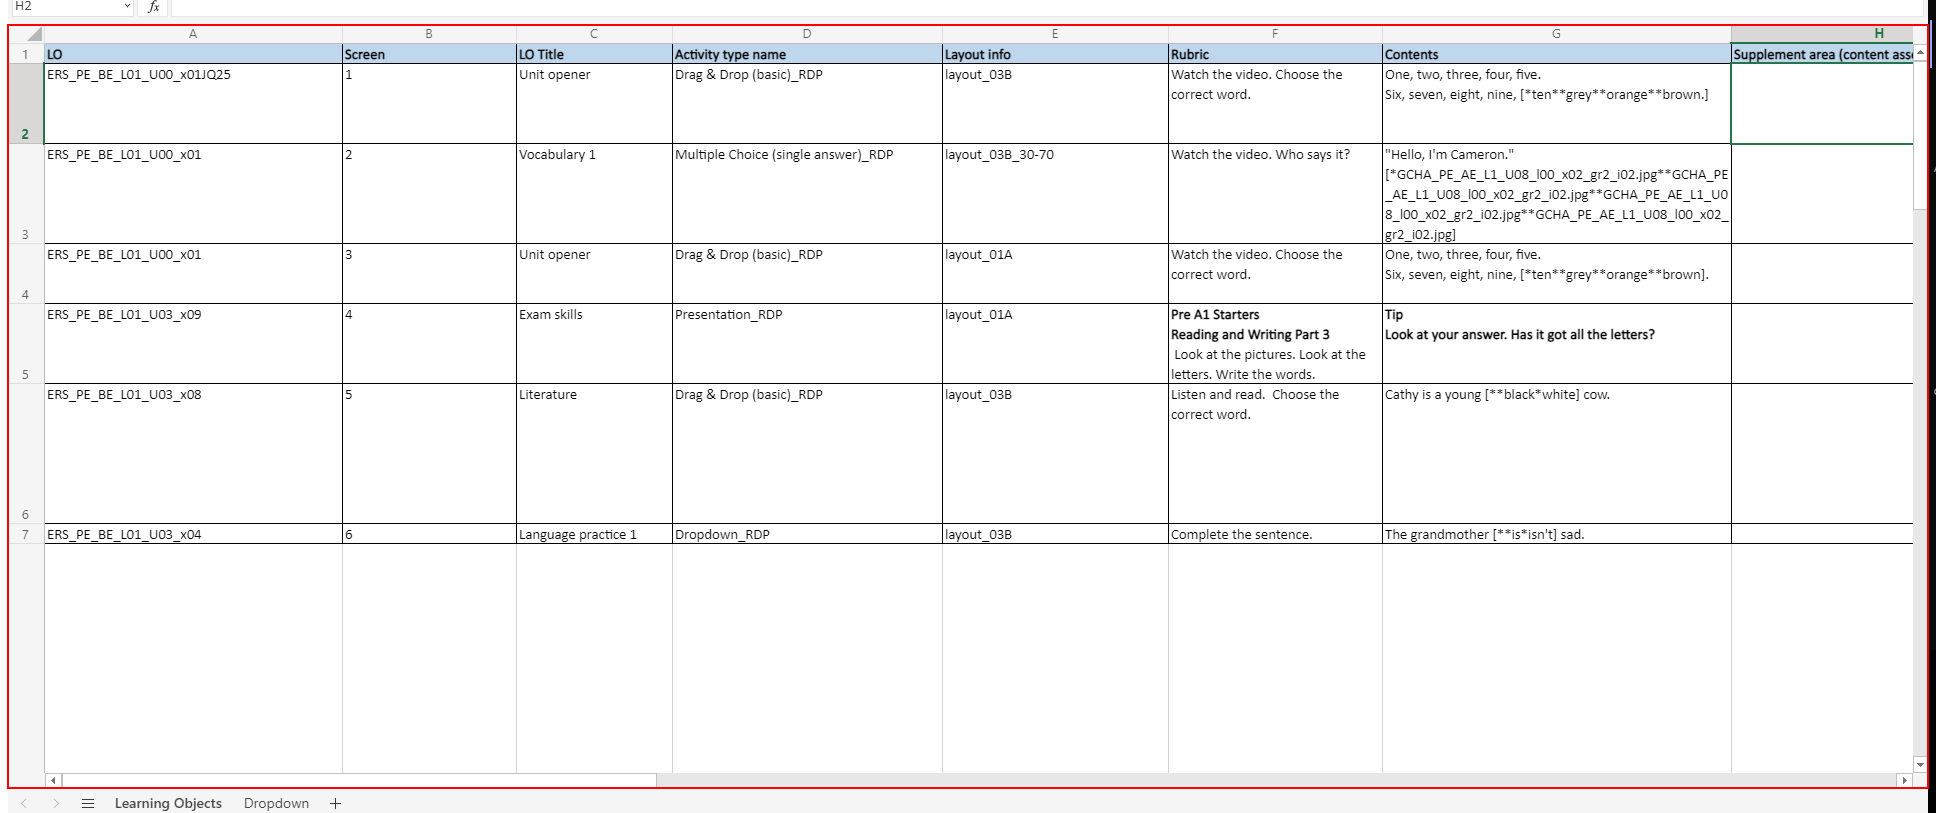 H2
fx
A B C D E F G H
1 LO Screen LO Title Activity type name Layout info Rubric Contents Supplement area (content ass
2 ERS_PE_BE_L01_U00_x01JQ25 1 Unit opener Drag & Drop (basic)_RDP layout_03B Watch the video. Choose the
correct word.
One, two, three, four, five.
Six, seven, eight, nine, [*ten**grey**orange**brown.]
3 ERS_PE_BE_L01_U00_x01 2 Vocabulary 1 Multiple Choice (single answer)_RDP layout_03B_30-70 Watch the video. Who says it?
"Hello, I'm Cameron."
[*GCHA_PE_AE_L1_U08_l00_x02_gr2_i02.jpg**GCHA_PE
_AE_L1_U08_l00_x02_gr2_i02.jpg**GCHA_PE_AE_L1_U0
8_l00_x02_gr2_i02.jpg**GCHA_PE_AE_L1_U08_l00_x02_
gr2_i02.jpg]
4 ERS_PE_BE_L01_U00_x01 3 Unit opener Drag & Drop (basic)_RDP layout_01A Watch the video. Choose the
correct word.
One, two, three, four, five.
Six, seven, eight, nine, [*ten**grey**orange**brown].
5 ERS_PE_BE_L01_U03_x09 4 Exam skills Presentation_RDP layout_01A Pre A1 Starters
Reading and Writing Part 3
Look at the pictures. Look at the
letters. Write the words.
Tip
Look at your answer. Has it got all the letters?
6 ERS_PE_BE_L01_U03_x08 5 Literature Drag & Drop (basic)_RDP layout_03B Listen and read.  Choose the
correct word.
Cathy is a young [**black*white] cow.
7 ERS_PE_BE_L01_U03_x04 6 Language practice 1 Dropdown_RDP layout_03B Complete the sentence. The grandmother [**is*isn't] sad.
Learning Objects Dropdown +